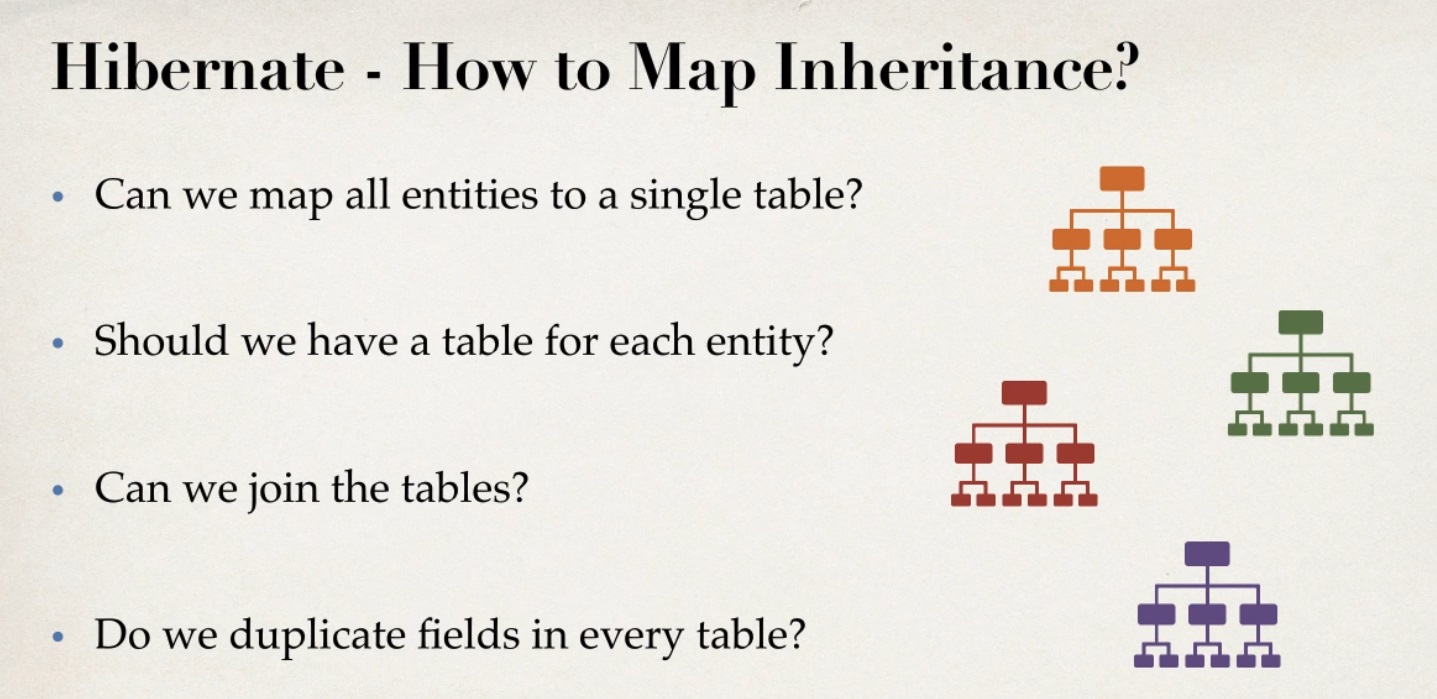 Hibernate - How to Map Inheritance?
• Can we map all entities to a single table?
• Should we have a table for each entity?
• Can we join the tables?
• Do we duplicate fields in every table?